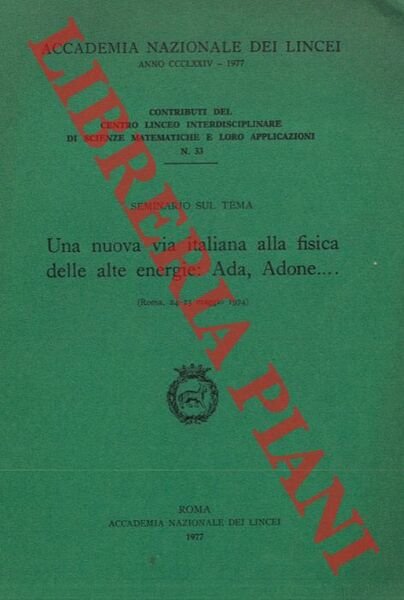 ACCADEMIA NAZIONALE DEI LINCEI
ANNO CCCLXXIV - 1977
CONTRIBUTI DEL
CENTRO LINCEO INTERDISCIPLINARE
DI SCIENZE MATEMATICHE E LORO APPLICAZIONI
N. 33
SEMINARIO SUL TEMA
Una nuova via italiana alla fisica
delle alte energie: Ada, Adone....
(Roma, 24-25 maggio 1974)
ROMA
ACCADEMIA NAZIONALE DEI LINCEI
1977
LIBRERIA PIANI